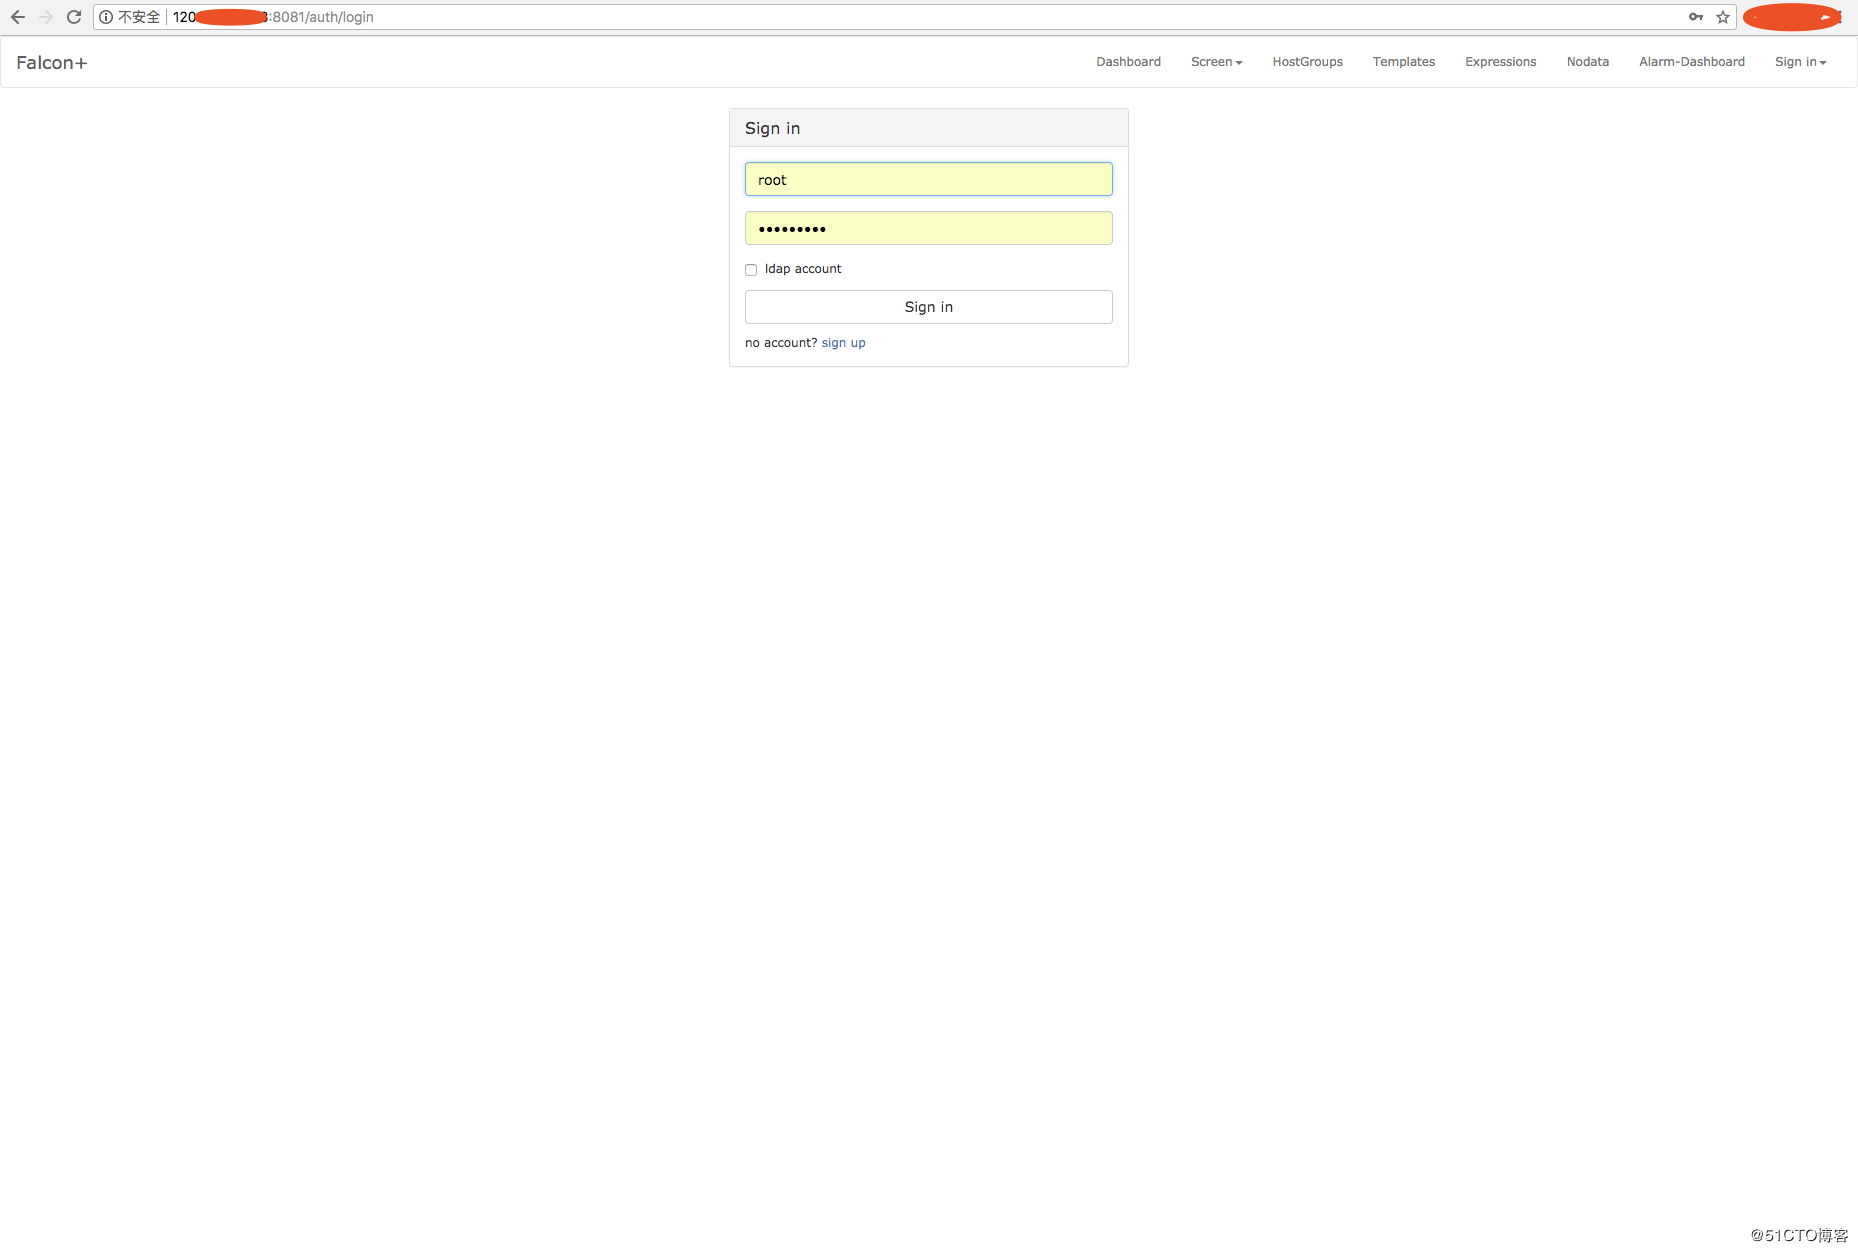 不安全 120 3:8081/auth/login
Falcon+ Dashboard Screen HostGroups Templates Expressions Nodata Alarm-Dashboard Sign in
Sign in
root
•••••••••
ldap account
Sign in
no account? sign up
@51CTO博客